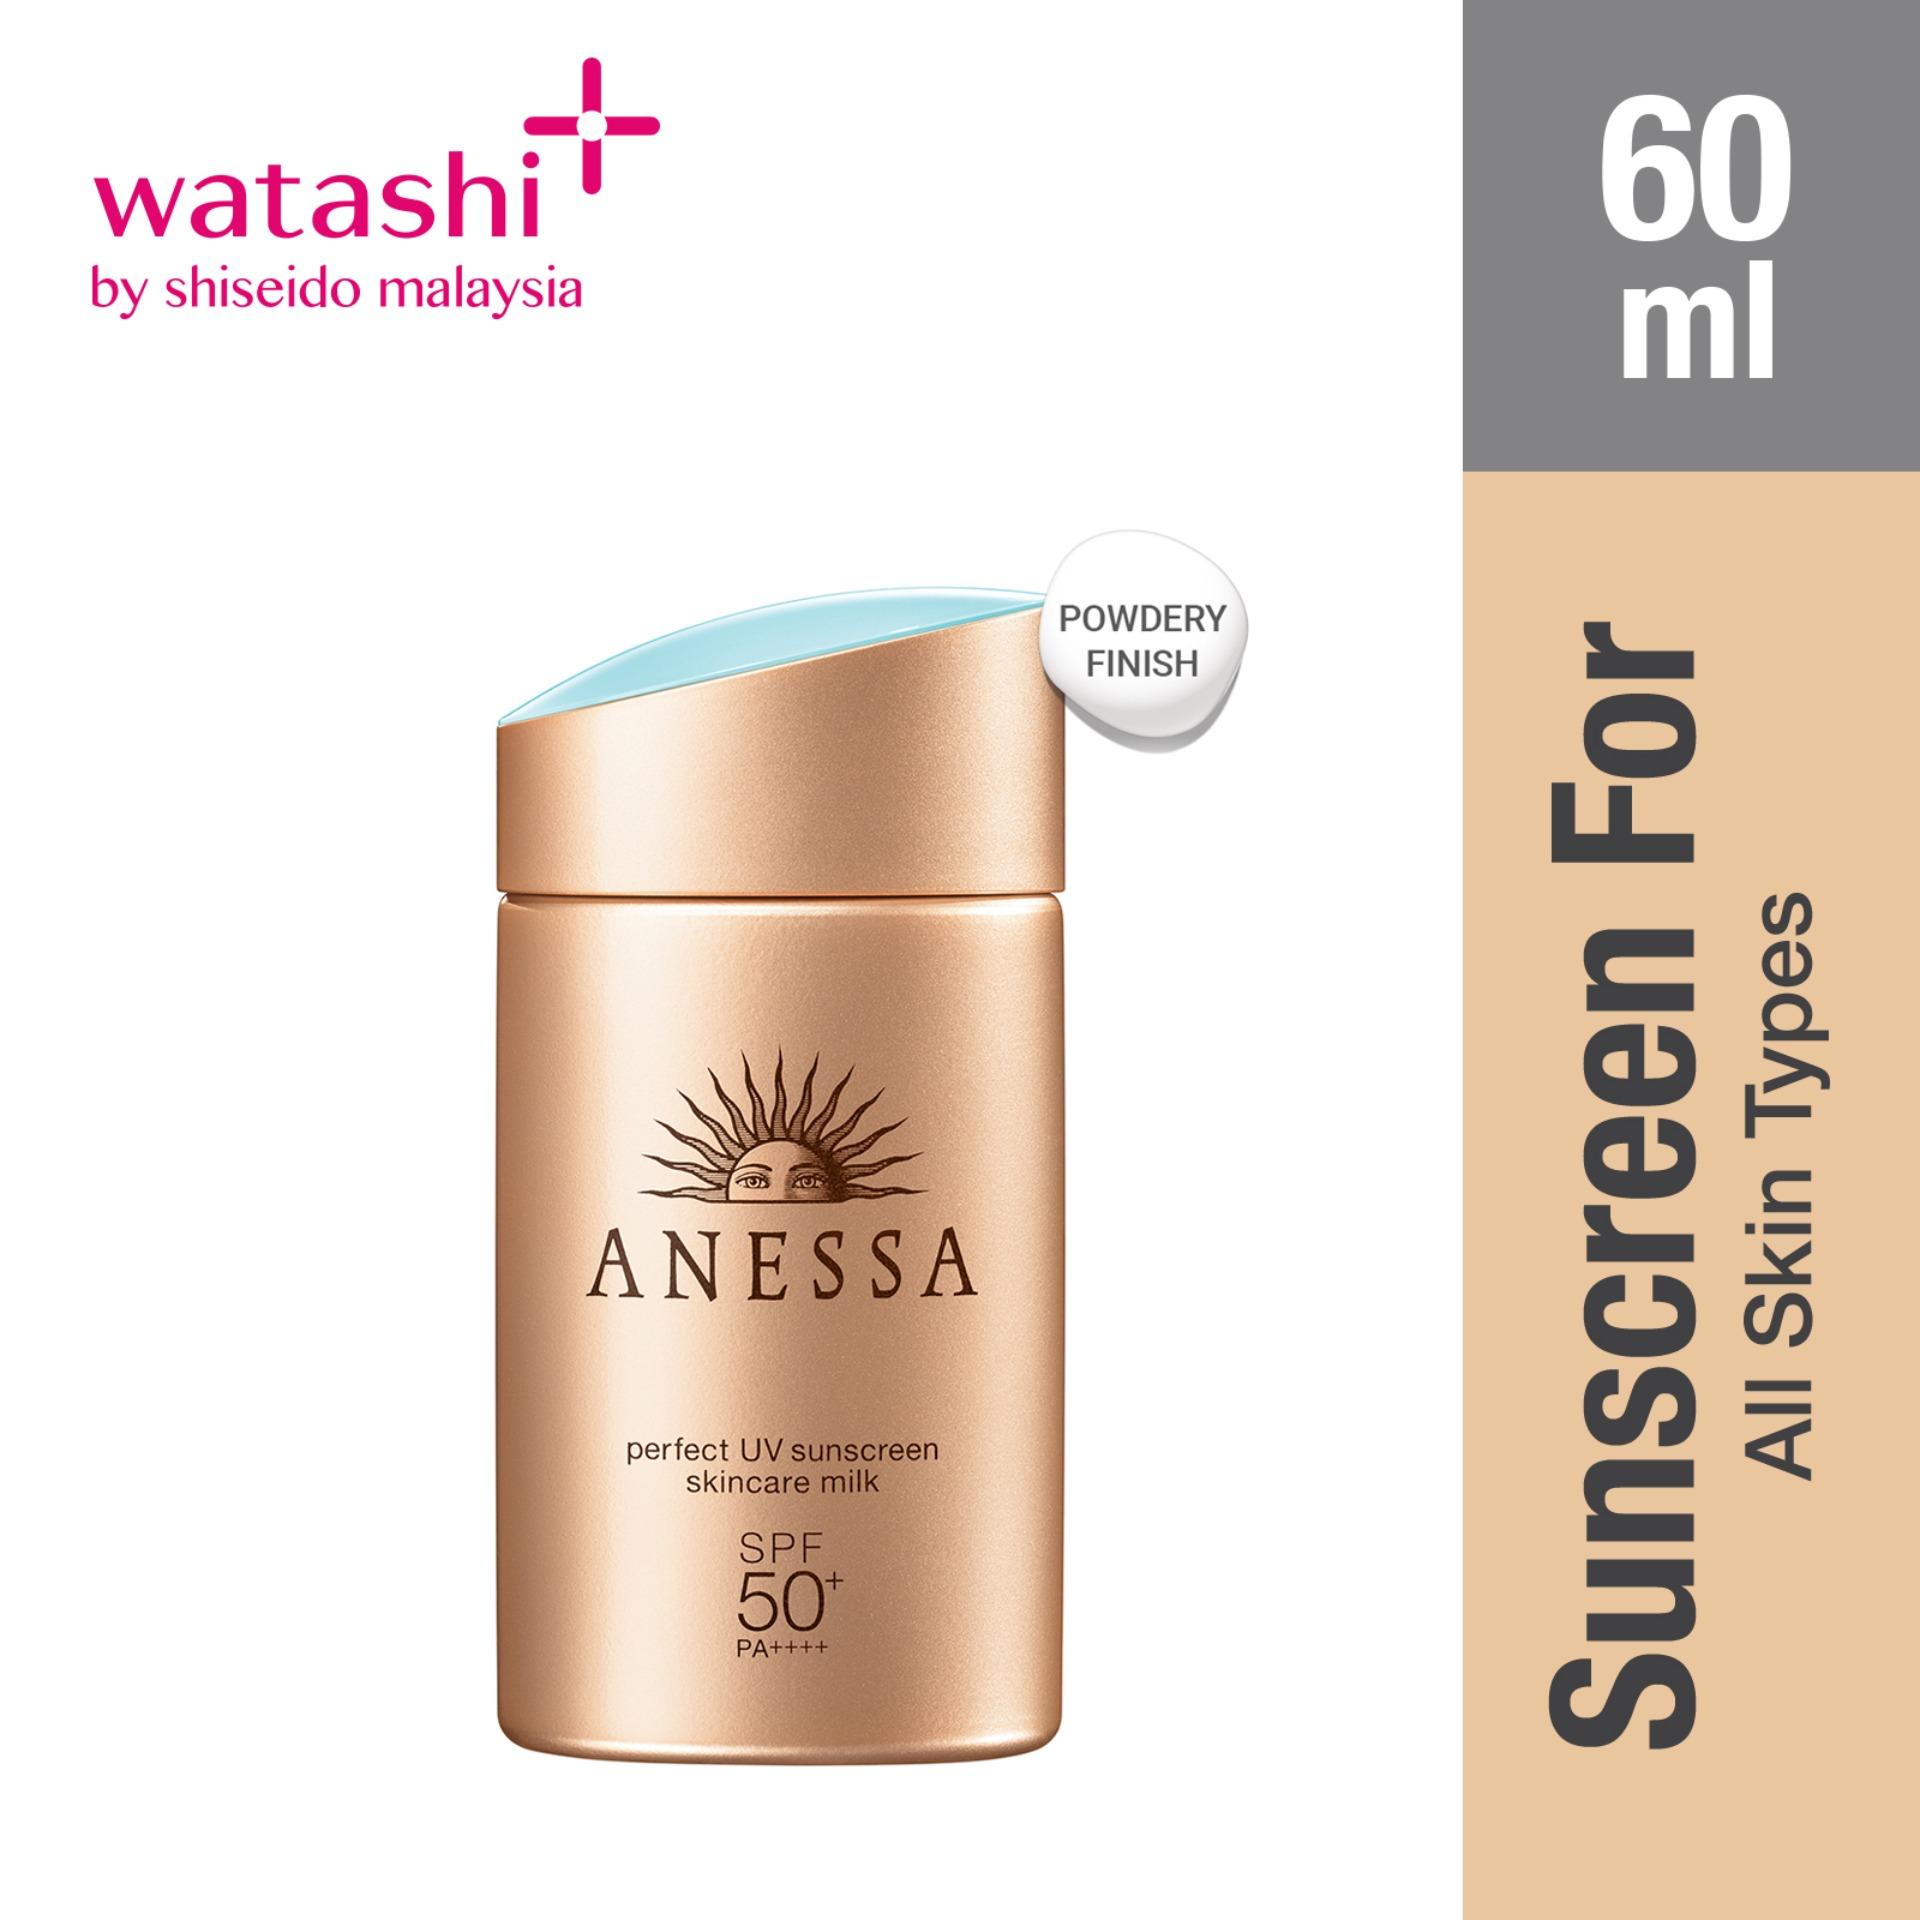 watashi+
by shiseido malaysia
60
ml
POWDERY
FINISH
ANESSA
perfect UV sunscreen
skincare milk
SPF
50+
PA++++
Sunscreen For
All Skin Types